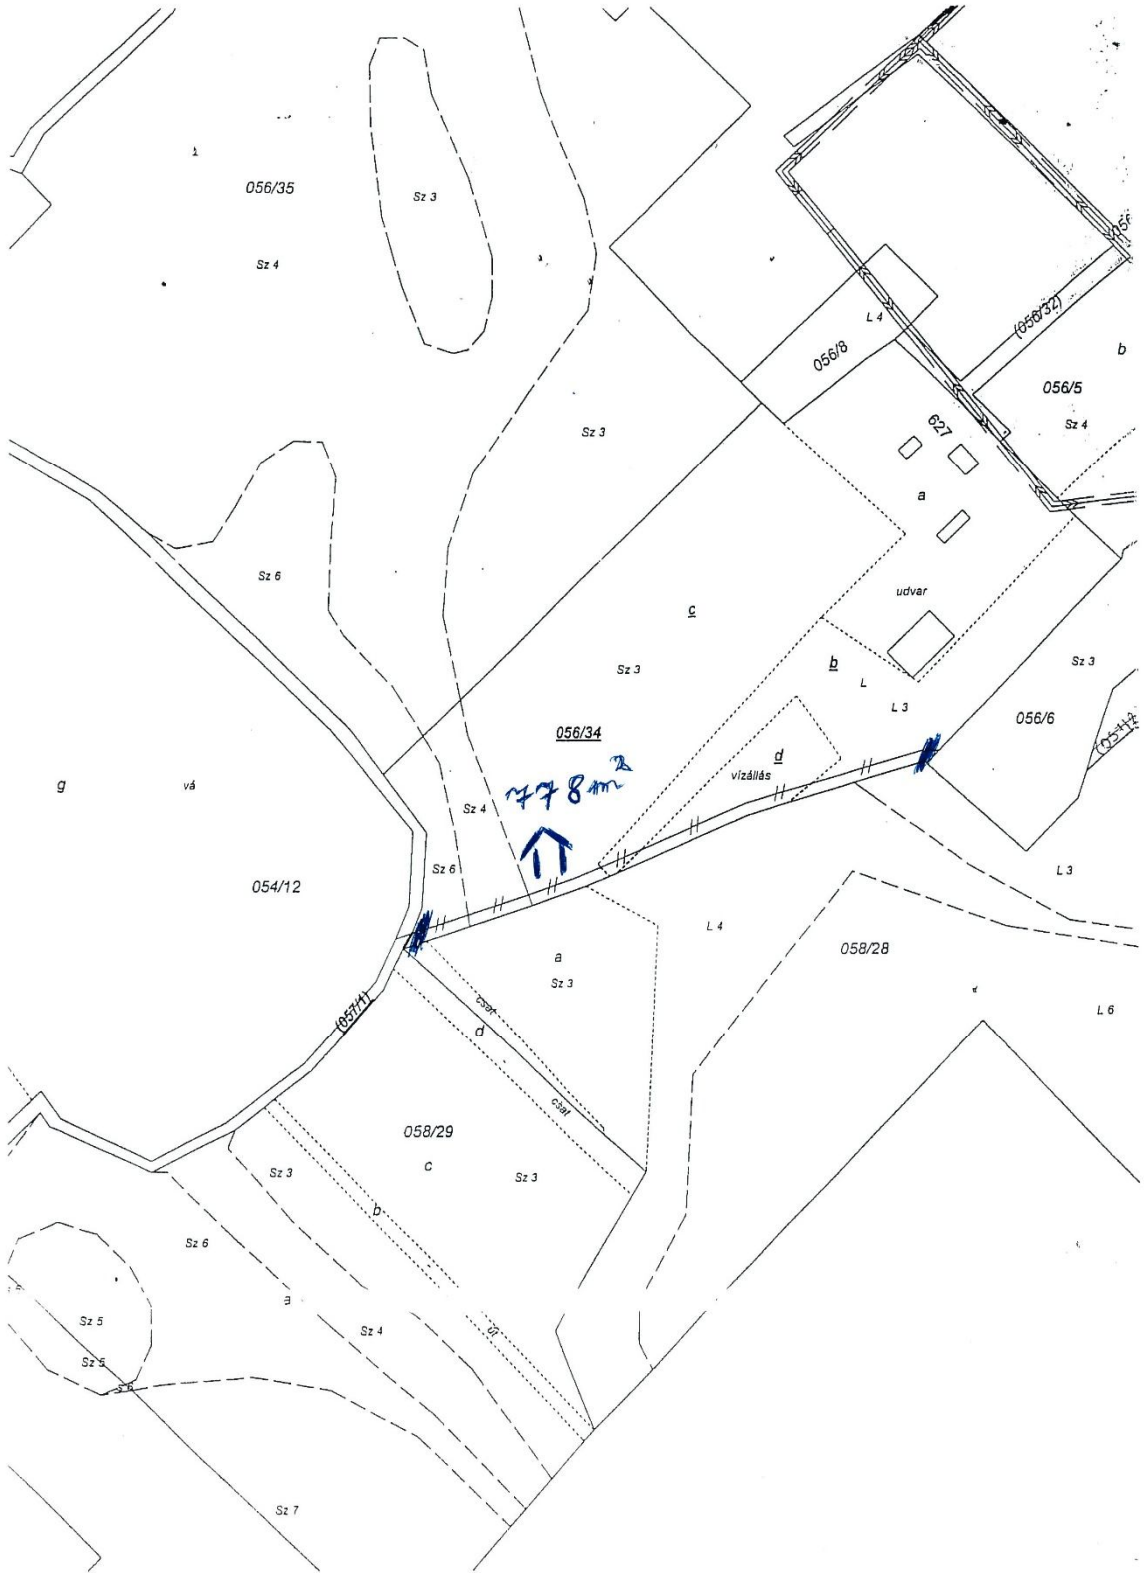 1
056/35
Sz 3
Sz 4
L 4
056/8
(056/32)
b
056/5
Sz 4
627
Sz 3
a
Sz 6
udvar
c
b
Sz 3
Sz 3
L
L 3
056/6
056/34
d
vízállás
g
vá
Sz 4
Sz 6
054/12
L 3
L 4
a
Sz 3
058/28
L 6
(057/1)
csat
d
csat
058/29
c
Sz 3
Sz 3
b
Sz 6
a
Sz 4
út
Sz 5
Sz 5
Sz 7